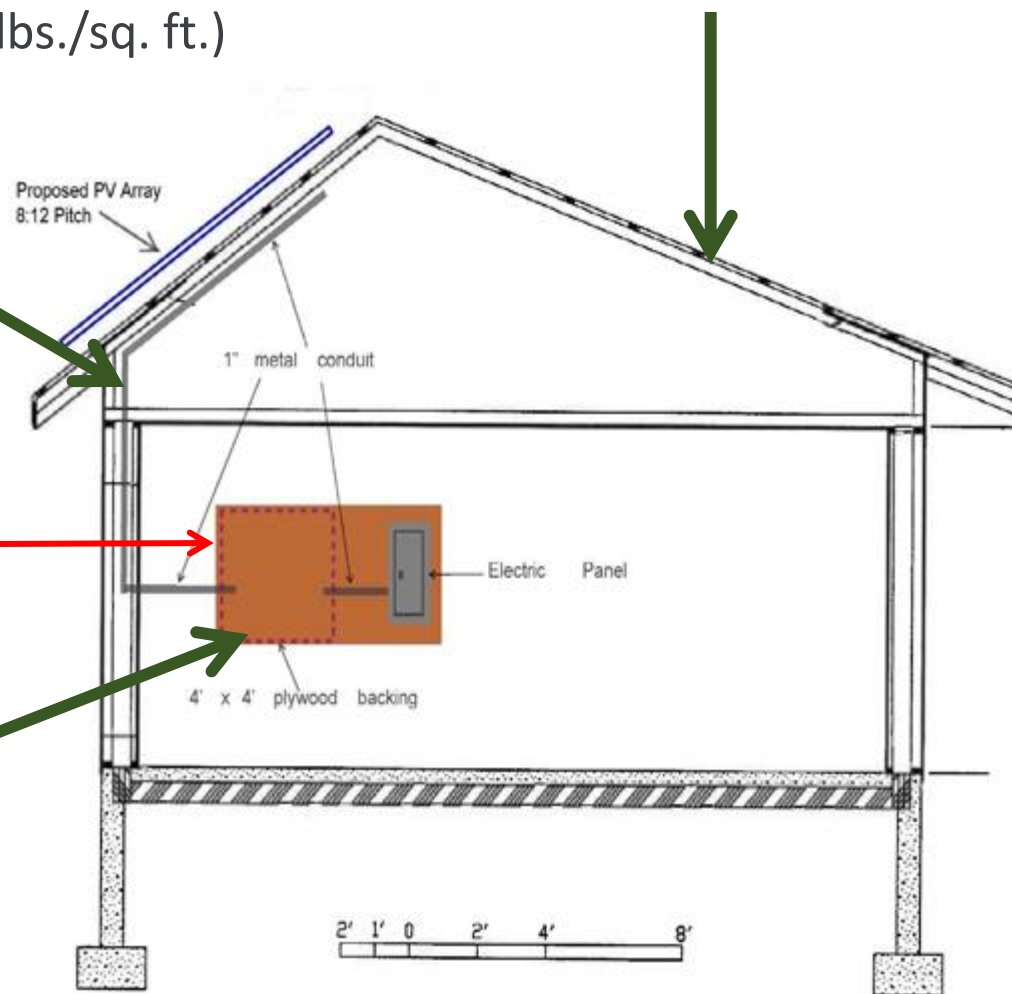 lbs./sq. ft.)
Proposed PV Array
8:12 Pitch
1" metal conduit
Electric Panel
4' x 4' plywood backing
2' 1' 0 2' 4' 8'